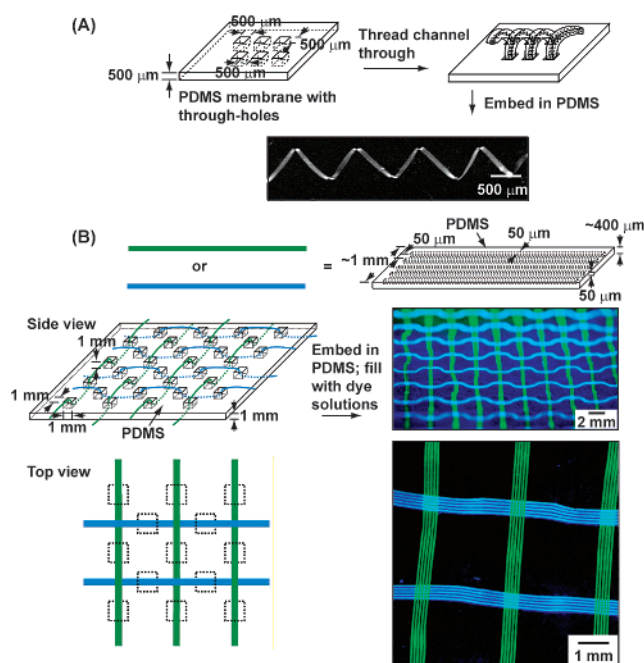 (A)
500 μm
500 μm
500 μm
500 μm
PDMS membrane with
through-holes
Thread channel
through
Embed in PDMS
500 μm
(B)
or
=
PDMS
50 μm
50 μm
~400 μm
~1 mm
50 μm
Side view
1 mm
1 mm
1 mm
PDMS
1 mm
Embed in
PDMS; fill
with dye
solutions
2 mm
Top view
1 mm